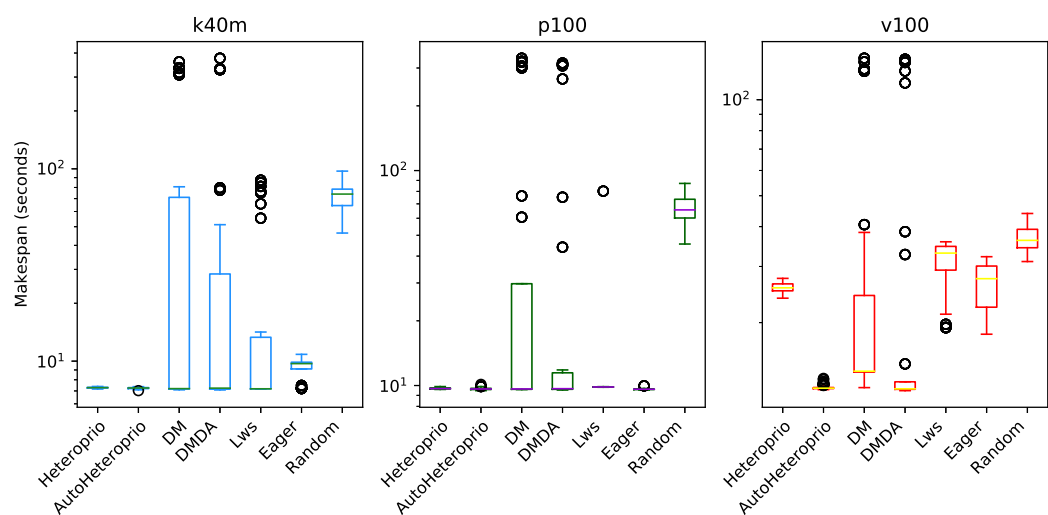 k40m
p100
v100
Makespan (seconds)
10²
10¹
10²
10¹
10²
Heteroprio
AutoHeteroprio
DM
DMDA
Lws
Eager
Random
Heteroprio
AutoHeteroprio
DM
DMDA
Lws
Eager
Random
Heteroprio
AutoHeteroprio
DM
DMDA
Lws
Eager
Random